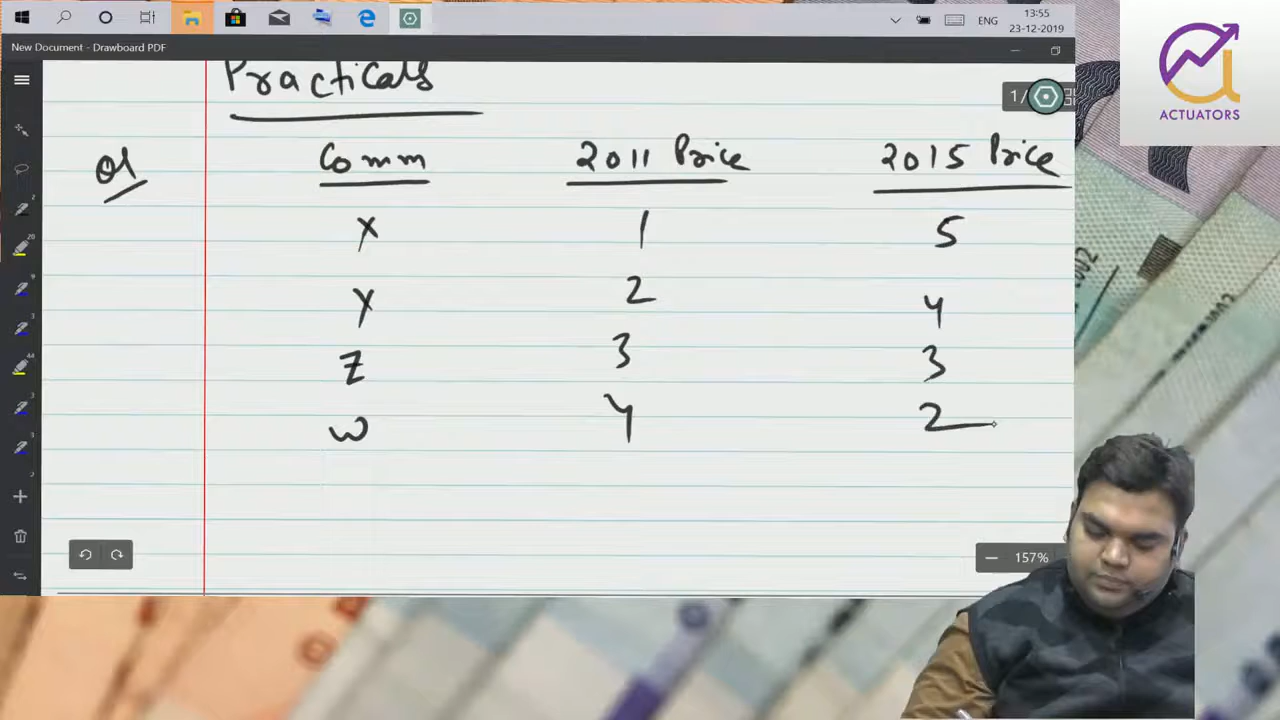 13:55
ENG
23-12-2019
New Document - Drawboard PDF
ACTUATORS
Practicals
1/
Q1 Comm 2011 Price 2015 Price
X 1 5
Y 2 4
Z 3 3
W 4 2
157%